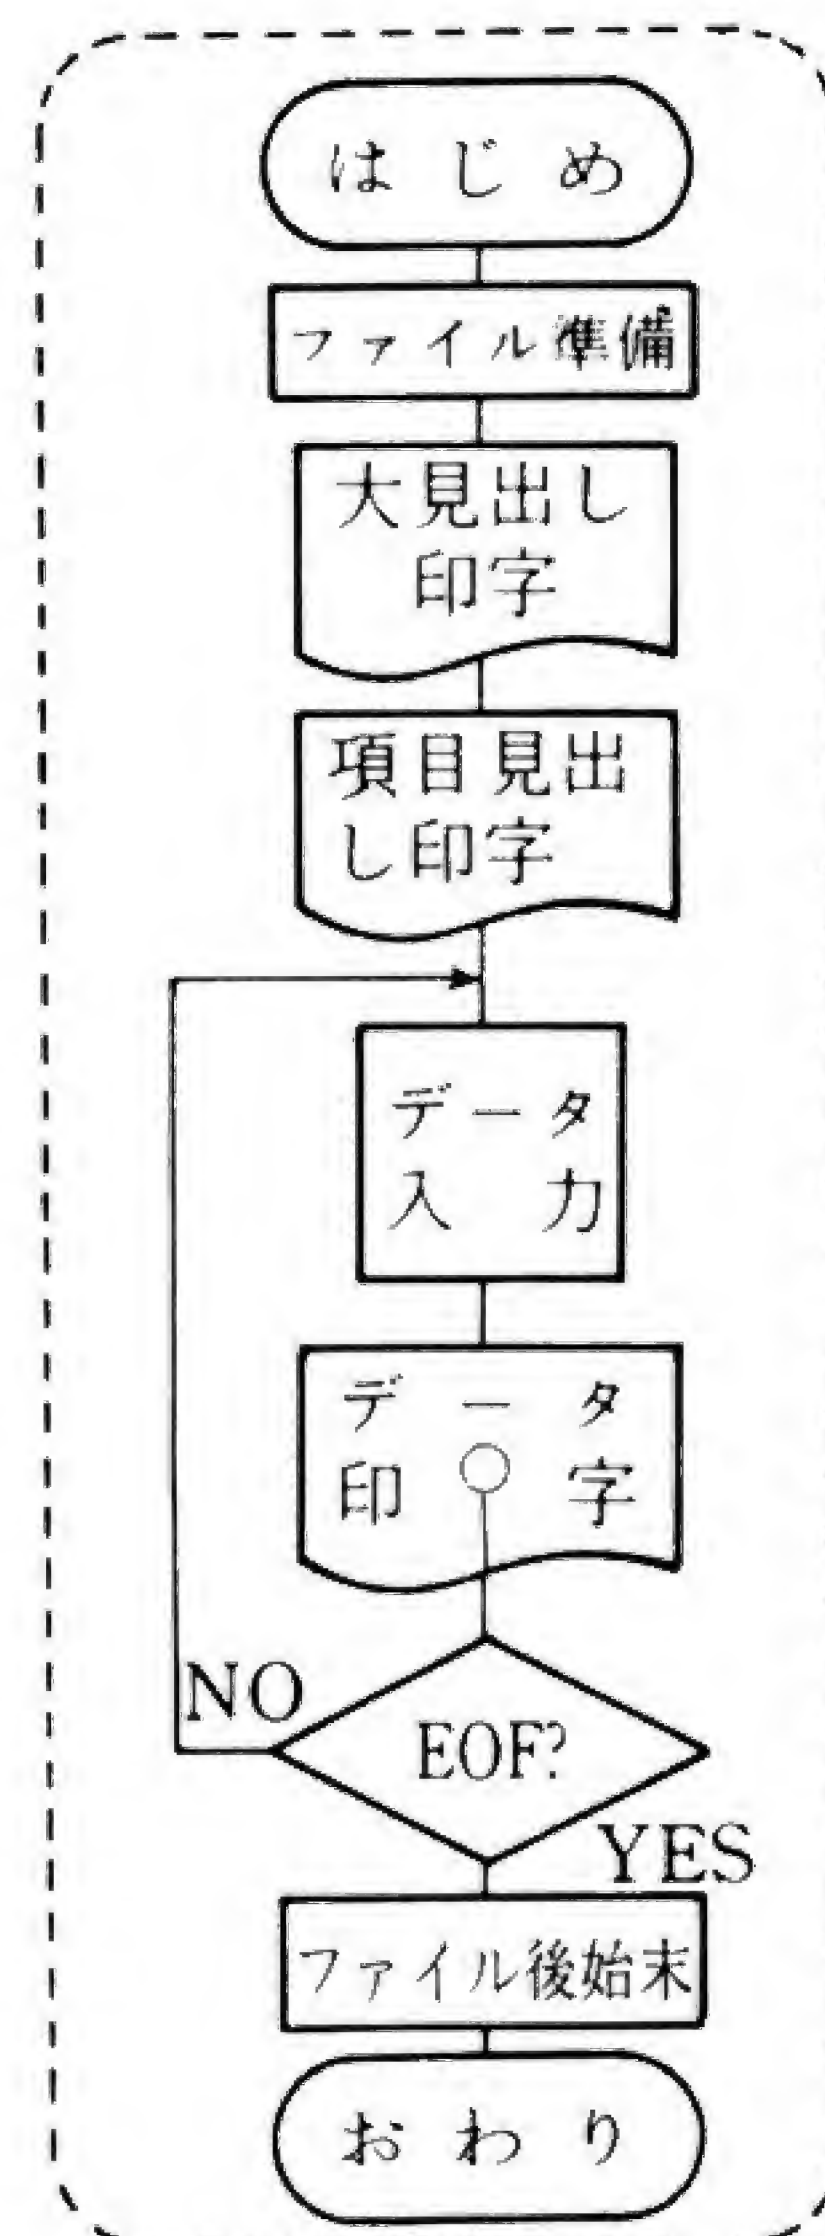 はじめ
ファイル準備
大見出し
印字
項目見出
し印字
データ
入力
データ
印字
NO
EOF?
YES
ファイル後始末
おわり